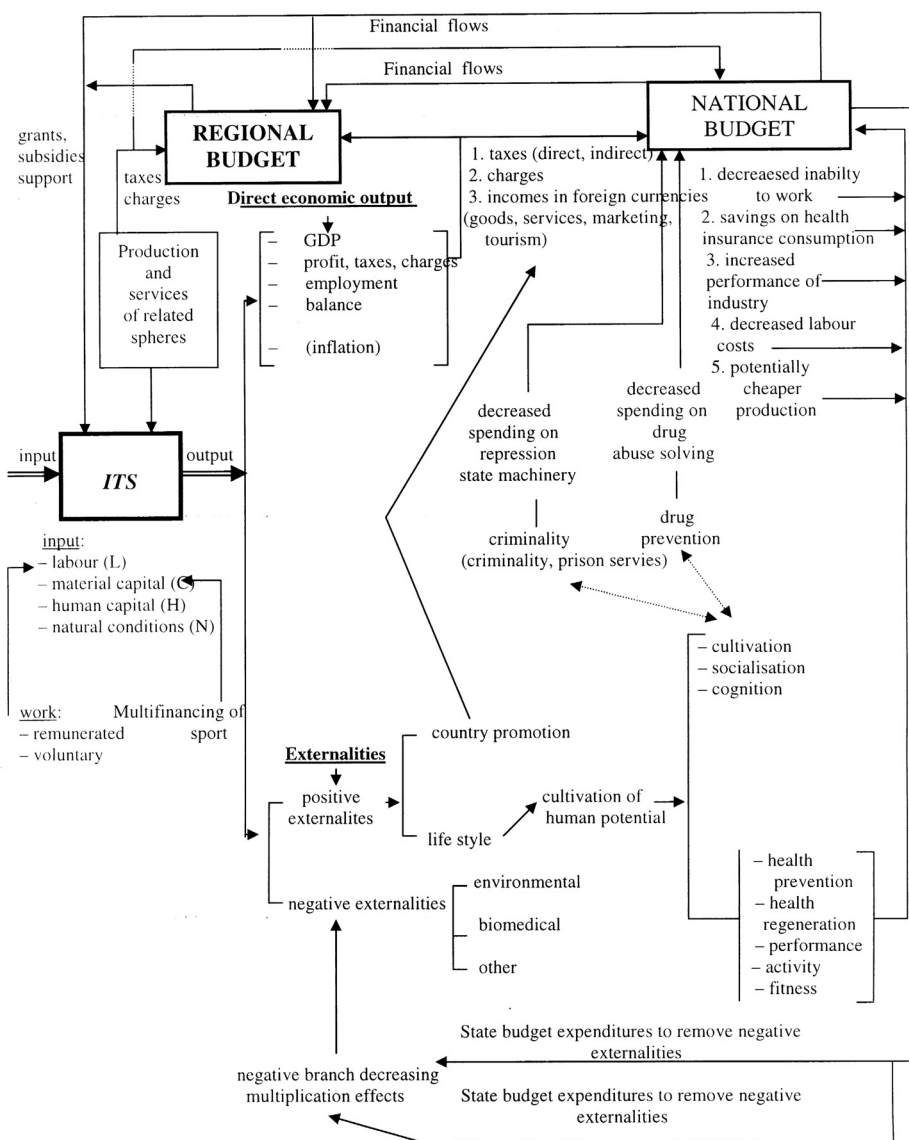 Financial flows
Financial flows
NATIONAL
BUDGET
REGIONAL
BUDGET
grants,
subsidies
support
taxes
charges
1. taxes (direct, indirect)
2. charges
3. incomes in foreign currencies
(goods, services, marketing,
tourism)
1. decreaesed inabilty
to work
2. savings on health
insurance consumption
3. increased
performance of
industry
4. decreased labour
costs
5. potentially
cheaper
production
Direct economic output
– GDP
– profit, taxes, charges
– employment
– balance
– (inflation)
Production
and
services
of related
spheres
decreased
spending on
repression
state machinery
decreased
spending on
drug
abuse solving
input
ITS
output
criminality
(criminality, prison servies)
drug
prevention
input:
– labour (L)
– material capital (C)
– human capital (H)
– natural conditions (N)
– cultivation
– socialisation
– cognition
work:
– remunerated
– voluntary
Multifinancing of
sport
country promotion
Externalities
positive
externalites
life style
cultivation of
human potential
negative externalities
environmental
biomedical
other
– health
prevention
– health
regeneration
– performance
– activity
– fitness
State budget expenditures to remove negative
externalities
negative branch decreasing
multiplication effects
State budget expenditures to remove negative
externalities